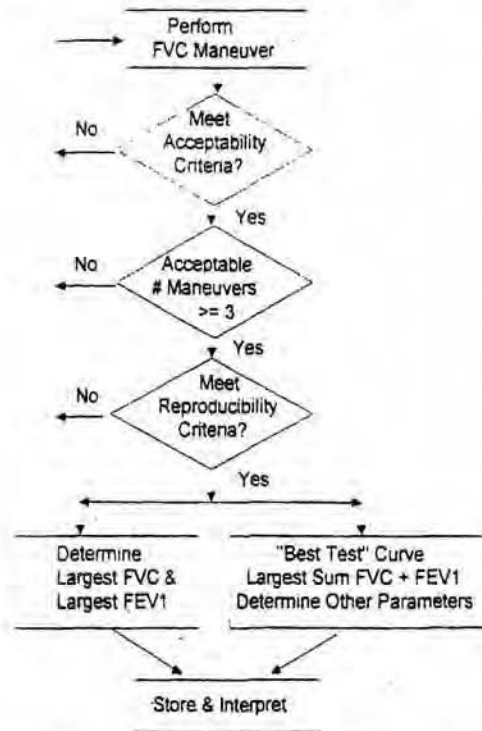 Perform
FVC Maneuver
Meet
Acceptability
Criteria?
No
Yes
Acceptable
# Maneuvers
>= 3
No
Yes
Meet
Reproducibility
Criteria?
No
Yes
Determine
Largest FVC &
Largest FEV1
"Best Test" Curve
Largest Sum FVC + FEV1
Determine Other Parameters
Store & Interpret